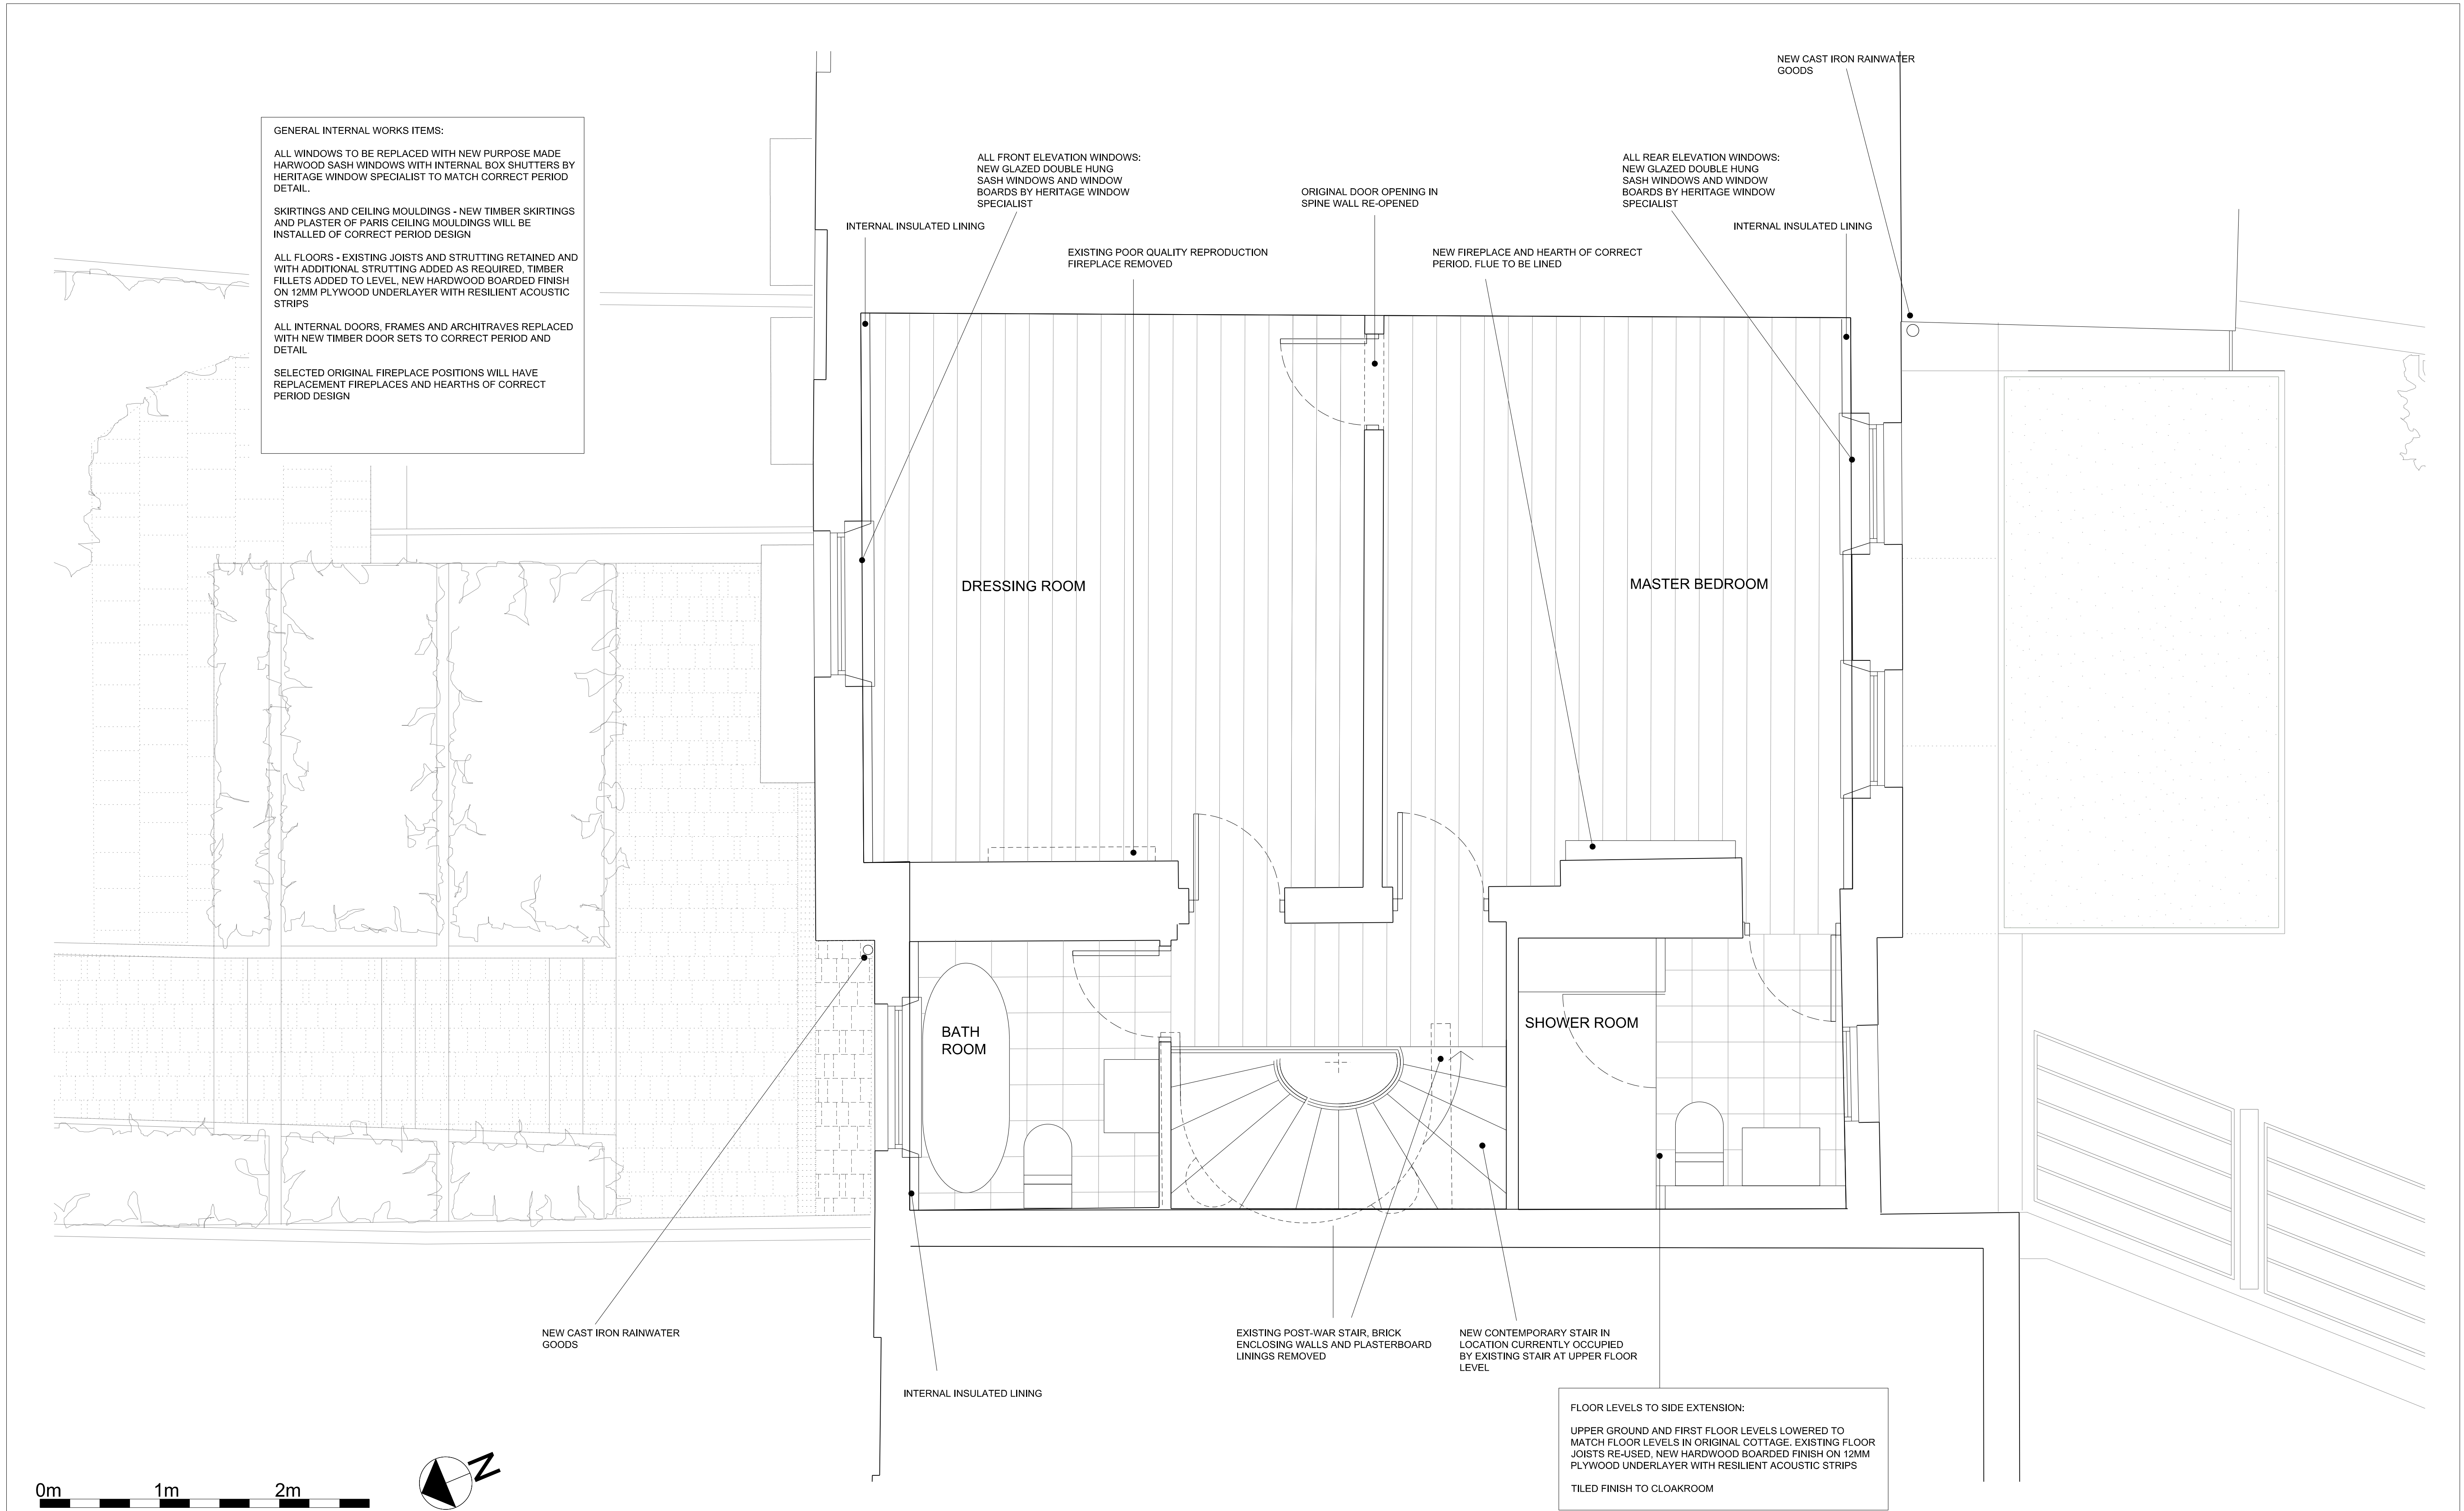 NEW CAST IRON RAINWATER
GOODS
GENERAL INTERNAL WORKS ITEMS:
ALL WINDOWS TO BE REPLACED WITH NEW PURPOSE MADE
HARWOOD SASH WINDOWS WITH INTERNAL BOX SHUTTERS BY
HERITAGE WINDOW SPECIALIST TO MATCH CORRECT PERIOD
DETAIL.
SKIRTINGS AND CEILING MOULDINGS - NEW TIMBER SKIRTINGS
AND PLASTER OF PARIS CEILING MOULDINGS WILL BE
INSTALLED OF CORRECT PERIOD DESIGN
ALL FLOORS - EXISTING JOISTS AND STRUTTING RETAINED AND
WITH ADDITIONAL STRUTTING ADDED AS REQUIRED, TIMBER
FILLETS ADDED TO LEVEL, NEW HARDWOOD BOARDED FINISH
ON 12MM PLYWOOD UNDERLAYER WITH RESILIENT ACOUSTIC
STRIPS
ALL INTERNAL DOORS, FRAMES AND ARCHITRAVES REPLACED
WITH NEW TIMBER DOOR SETS TO CORRECT PERIOD AND
DETAIL
SELECTED ORIGINAL FIREPLACE POSITIONS WILL HAVE
REPLACEMENT FIREPLACES AND HEARTHS OF CORRECT
PERIOD DESIGN
ALL FRONT ELEVATION WINDOWS:
NEW GLAZED DOUBLE HUNG
SASH WINDOWS AND WINDOW
BOARDS BY HERITAGE WINDOW
SPECIALIST
ORIGINAL DOOR OPENING IN
SPINE WALL RE-OPENED
ALL REAR ELEVATION WINDOWS:
NEW GLAZED DOUBLE HUNG
SASH WINDOWS AND WINDOW
BOARDS BY HERITAGE WINDOW
SPECIALIST
INTERNAL INSULATED LINING
EXISTING POOR QUALITY REPRODUCTION
FIREPLACE REMOVED
NEW FIREPLACE AND HEARTH OF CORRECT
PERIOD. FLUE TO BE LINED
INTERNAL INSULATED LINING
DRESSING ROOM
MASTER BEDROOM
BATH
ROOM
SHOWER ROOM
NEW CAST IRON RAINWATER
GOODS
INTERNAL INSULATED LINING
EXISTING POST-WAR STAIR, BRICK
ENCLOSING WALLS AND PLASTERBOARD
LININGS REMOVED
NEW CONTEMPORARY STAIR IN
LOCATION CURRENTLY OCCUPIED
BY EXISTING STAIR AT UPPER FLOOR
LEVEL
FLOOR LEVELS TO SIDE EXTENSION:
UPPER GROUND AND FIRST FLOOR LEVELS LOWERED TO
MATCH FLOOR LEVELS IN ORIGINAL COTTAGE. EXISTING FLOOR
JOISTS RE-USED, NEW HARDWOOD BOARDED FINISH ON 12MM
PLYWOOD UNDERLAYER WITH RESILIENT ACOUSTIC STRIPS
TILED FINISH TO CLOAKROOM
0m 1m 2m
N